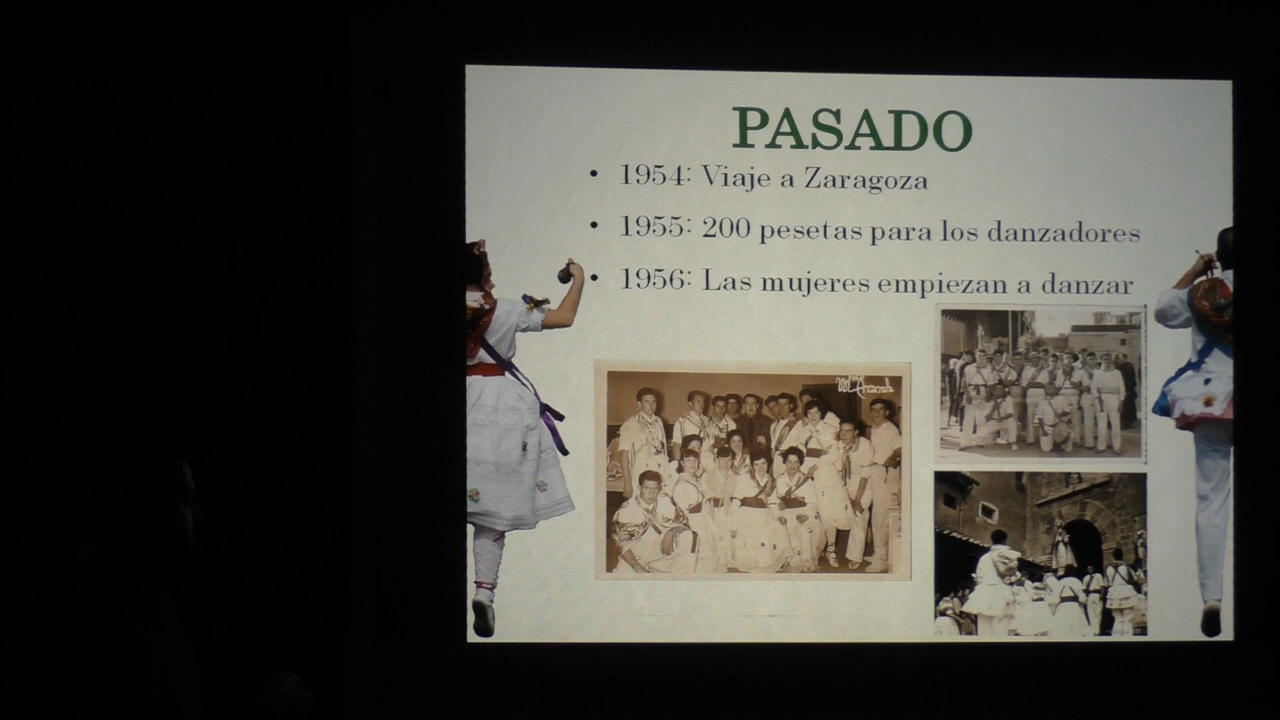 PASADO
• 1954: Viaje a Zaragoza
• 1955: 200 pesetas para los danzadores
• 1956: Las mujeres empiezan a danzar